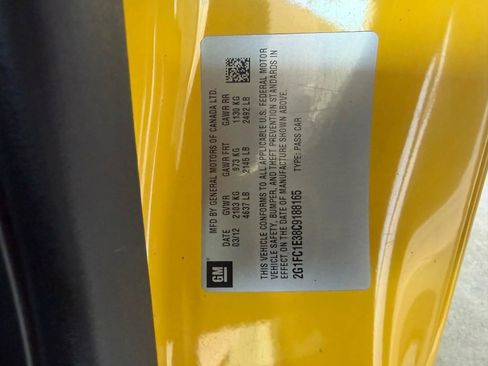 MFD BY GENERAL MOTORS OF CANADA LTD.
DATE GVWR GAWR FRT GAWR RR
03/12 2103 KG 973 KG 1130 KG
4637 LB 2145 LB 2492 LB
THIS VEHICLE CONFORMS TO ALL APPLICABLE U.S. FEDERAL MOTOR
VEHICLE SAFETY, BUMPER, AND THEFT PREVENTION STANDARDS IN
EFFECT ON THE DATE OF MANUFACTURE SHOWN ABOVE.
2G1FC1E38C9188165 TYPE: PASS CAR
GM